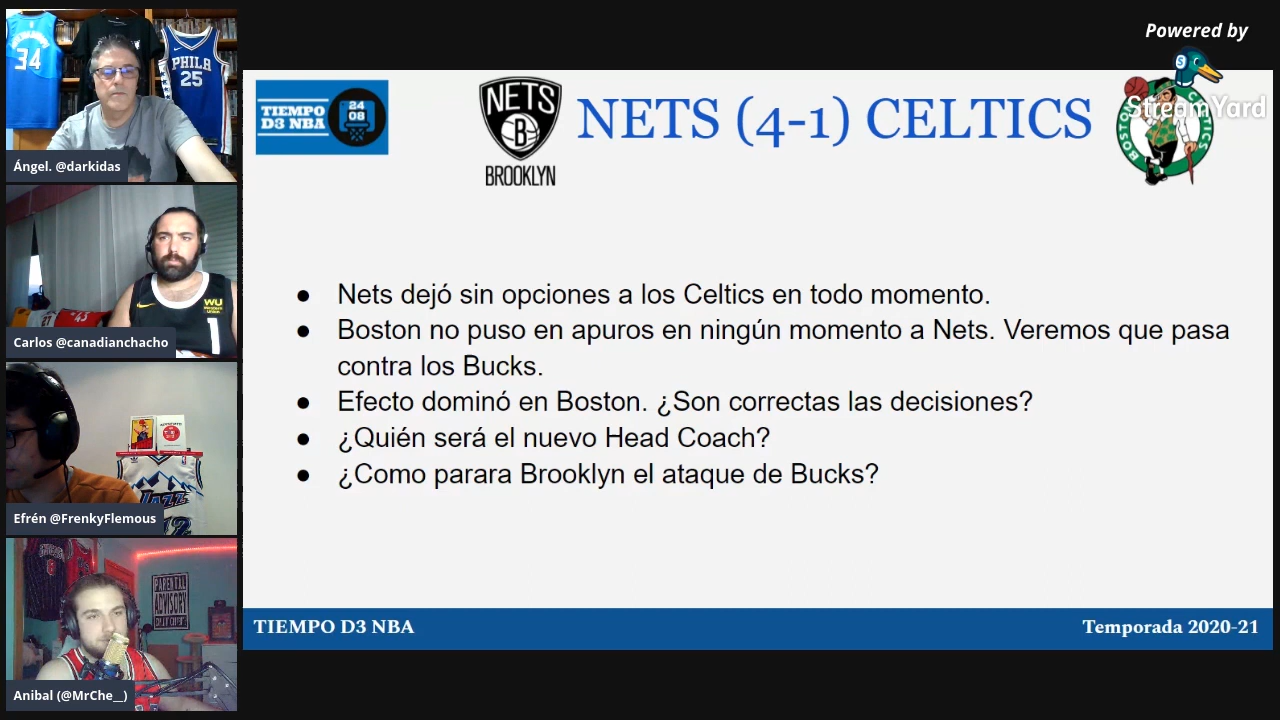 Powered by
StreamYard
34
PHILA
25
Ángel. @darkidas
TIEMPO
D3 NBA
24
08
NETS
B
BROOKLYN
NETS (4-1) CELTICS
BOSTON CELTICS
WU
1
Carlos @canadianchacho
● Nets dejó sin opciones a los Celtics en todo momento.
● Boston no puso en apuros en ningún momento a Nets. Veremos que pasa
contra los Bucks.
● Efecto dominó en Boston. ¿Son correctas las decisiones?
● ¿Quién será el nuevo Head Coach?
● ¿Como parara Brooklyn el ataque de Bucks?
JAZZ
12
Efrén @FrenkyFlemous
PARENTAL
ADVISORY
Anibal (@MrChe__)
TIEMPO D3 NBA
Temporada 2020-21